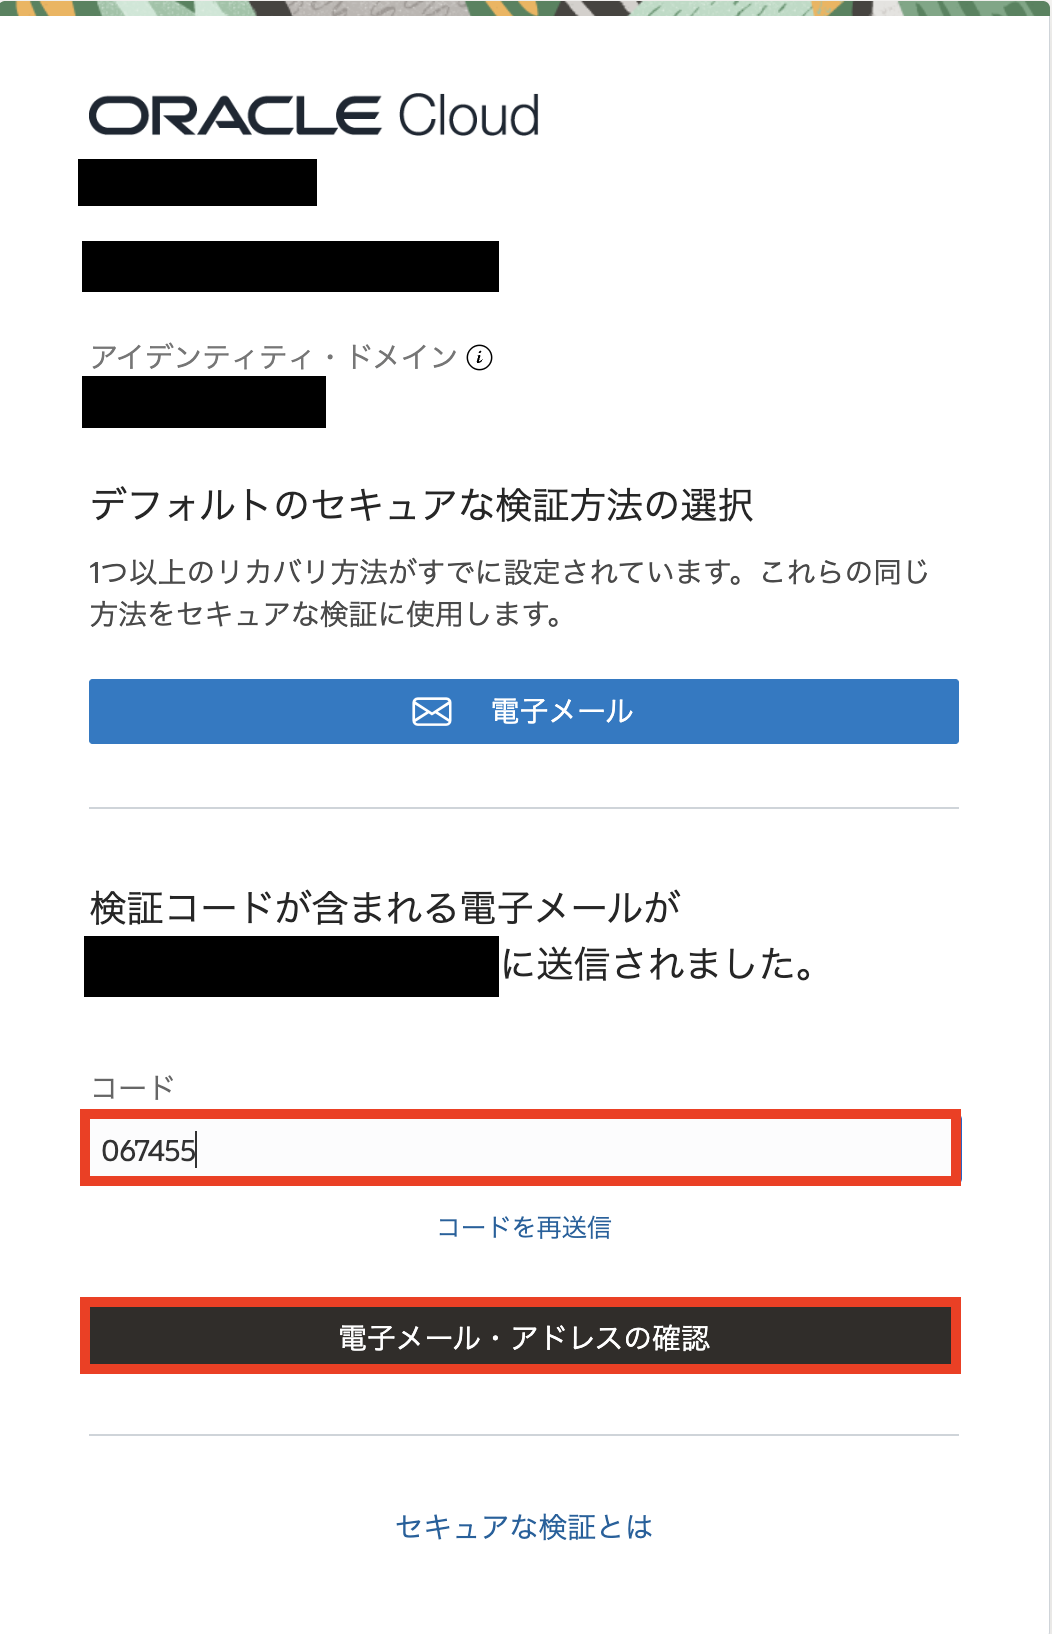 ORACLE Cloud
アイデンティティ・ドメイン i
デフォルトのセキュアな検証方法の選択
1つ以上のリカバリ方法がすでに設定されています。これらの同じ
方法をセキュアな検証に使用します。
電子メール
検証コードが含まれる電子メールが
に送信されました。
コード
067455
コードを再送信
電子メール・アドレスの確認
セキュアな検証とは